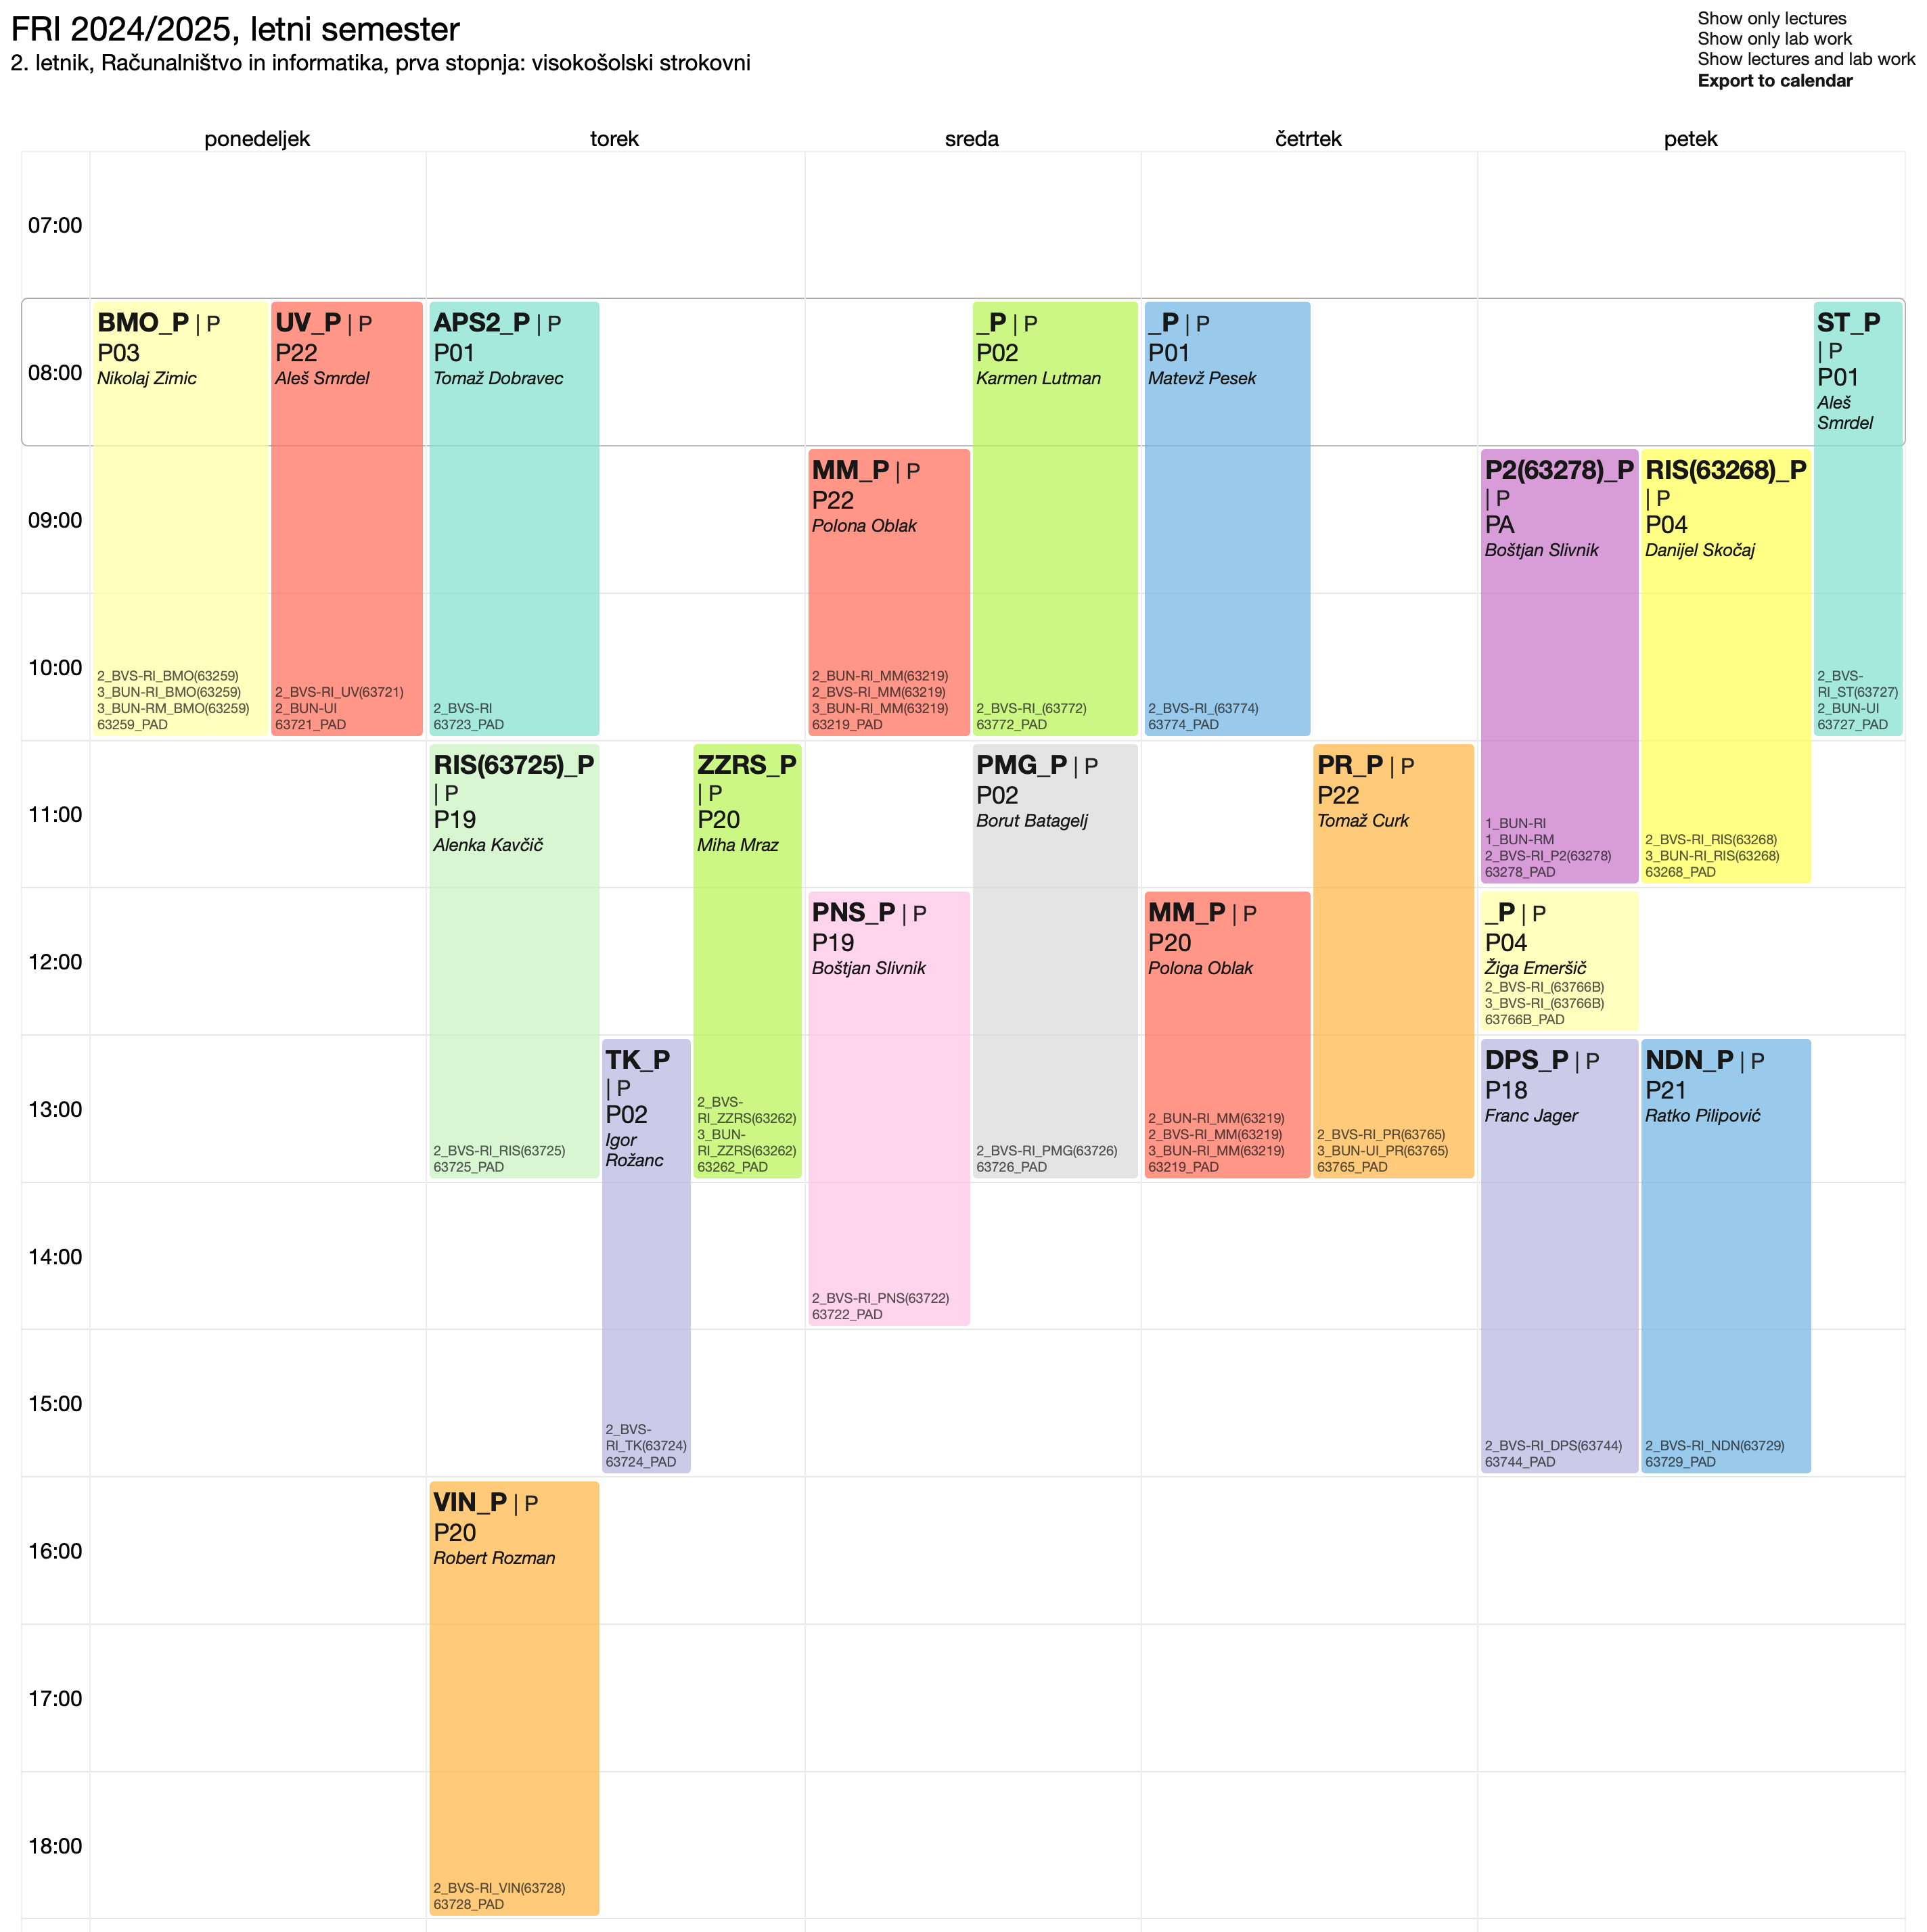 FRI 2024/2025, letni semester
2. letnik, Računalništvo in informatika, prva stopnja: visokošolski strokovni
Show only lectures
Show only lab work
Show lectures and lab work
Export to calendar
ponedeljek
torek
sreda
četrtek
petek
07:00
08:00
09:00
10:00
11:00
12:00
13:00
14:00
15:00
16:00
17:00
18:00
BMO_P | P
P03
Nikolaj Zimic
2_BVS-RI_BMO(63259)
3_BUN-RI_BMO(63259)
3_BUN-RM_BMO(63259)
63259_PAD
UV_P | P
P22
Aleš Smrdel
2_BVS-RI_UV(63721)
2_BUN-UI
63721_PAD
APS2_P | P
P01
Tomaž Dobravec
2_BVS-RI
63723_PAD
RIS(63725)_P
| P
P19
Alenka Kavčič
2_BVS-RI_RIS(63725)
63725_PAD
TK_P
| P
P02
Igor
Rožanc
2_BVS-
RI_TK(63724)
63724_PAD
ZZRS_P
| P
P20
Miha Mraz
2_BVS-
RI_ZZRS(63262)
3_BUN-
RI_ZZRS(63262)
63262_PAD
VIN_P | P
P20
Robert Rozman
2_BVS-RI_VIN(63728)
63728_PAD
MM_P | P
P22
Polona Oblak
2_BUN-RI_MM(63219)
2_BVS-RI_MM(63219)
3_BUN-RI_MM(63219)
63219_PAD
_P | P
P02
Karmen Lutman
2_BVS-RI_(63772)
63772_PAD
PNS_P | P
P19
Boštjan Slivnik
2_BVS-RI_PNS(63722)
63722_PAD
PMG_P | P
P02
Borut Batagelj
2_BVS-RI_PMG(63726)
63726_PAD
_P | P
P01
Matevž Pesek
2_BVS-RI_(63774)
63774_PAD
MM_P | P
P20
Polona Oblak
2_BUN-RI_MM(63219)
2_BVS-RI_MM(63219)
3_BUN-RI_MM(63219)
63219_PAD
PR_P | P
P22
Tomaž Curk
2_BVS-RI_PR(63765)
3_BUN-UI_PR(63765)
63765_PAD
P2(63278)_P
| P
PA
Boštjan Slivnik
1_BUN-RI
1_BUN-RM
2_BVS-RI_P2(63278)
63278_PAD
RIS(63268)_P
| P
P04
Danijel Skočaj
2_BVS-RI_RIS(63268)
3_BUN-RI_RIS(63268)
63268_PAD
ST_P
| P
P01
Aleš
Smrdel
2_BVS-
RI_ST(63727)
2_BUN-UI
63727_PAD
_P | P
P04
Žiga Emeršič
2_BVS-RI_(63766B)
3_BVS-RI_(63766B)
63766B_PAD
DPS_P | P
P18
Franc Jager
2_BVS-RI_DPS(63744)
63744_PAD
NDN_P | P
P21
Ratko Pilipović
2_BVS-RI_NDN(63729)
63729_PAD